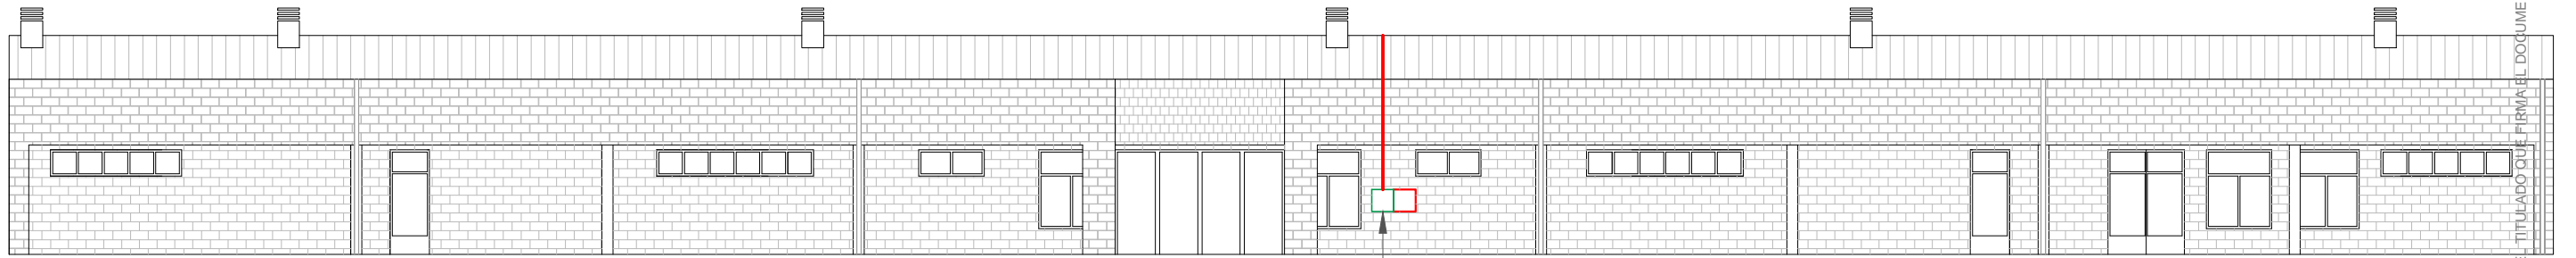 TITULADO QUE FIRMA EL DOCUME